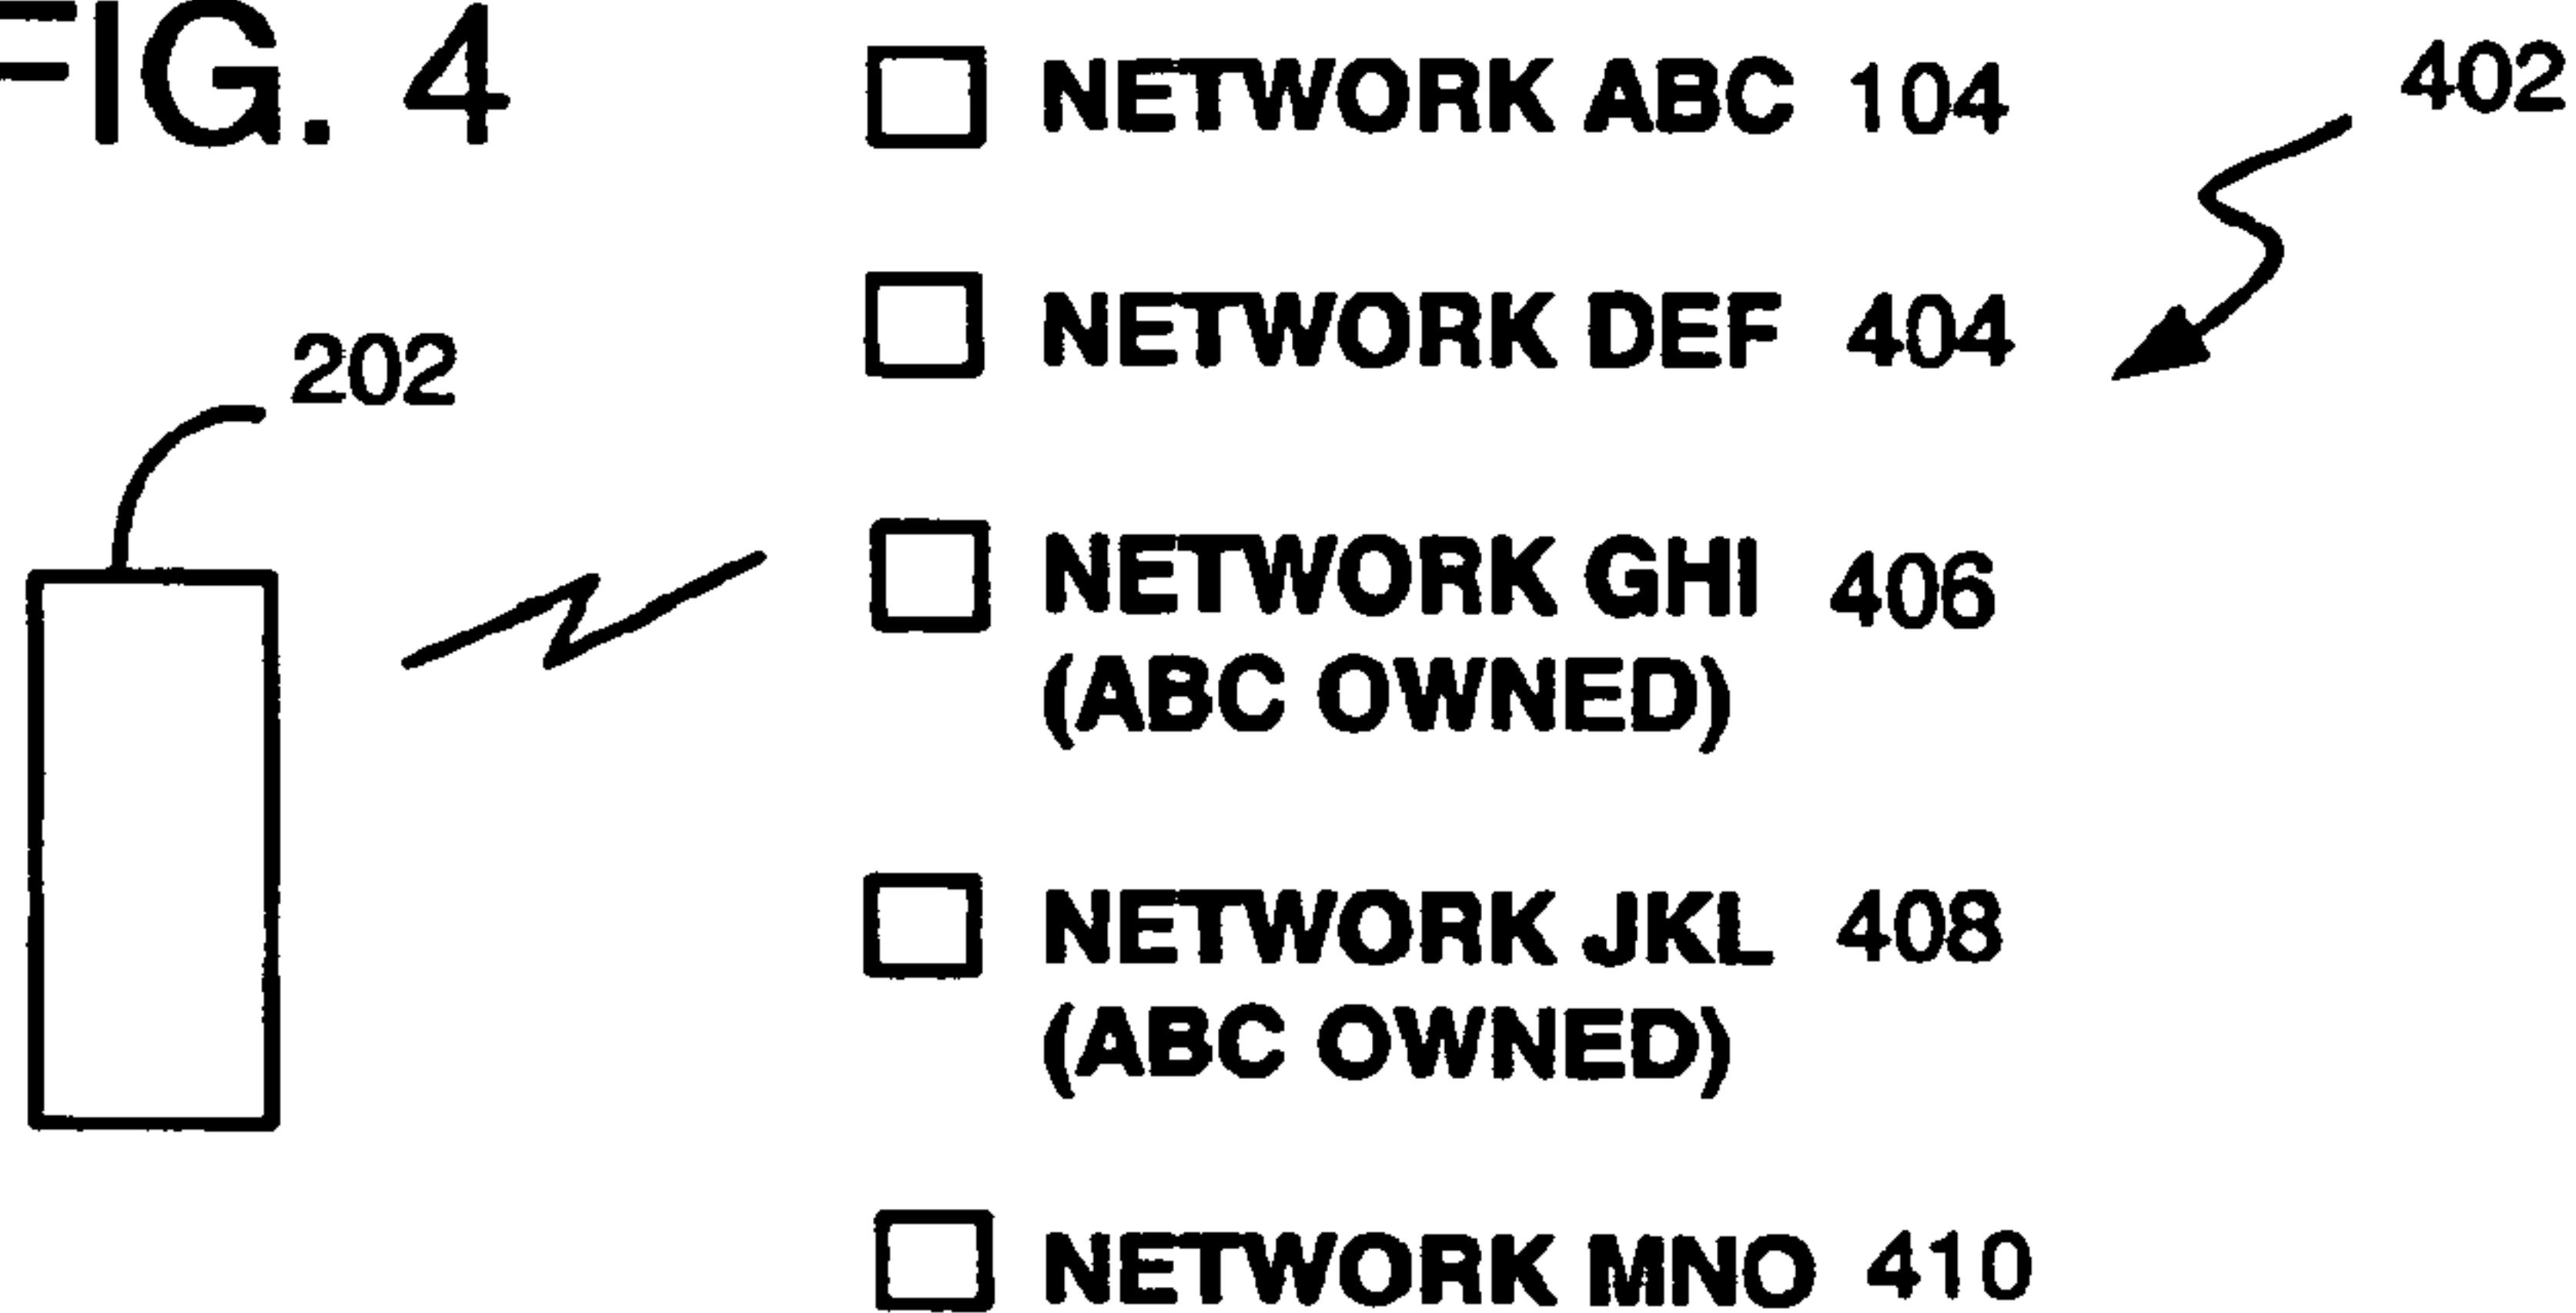 FIG. 4
NETWORK ABC 104
402
NETWORK DEF 404
202
NETWORK GHI 406
(ABC OWNED)
NETWORK JKL 408
(ABC OWNED)
NETWORK MNO 410